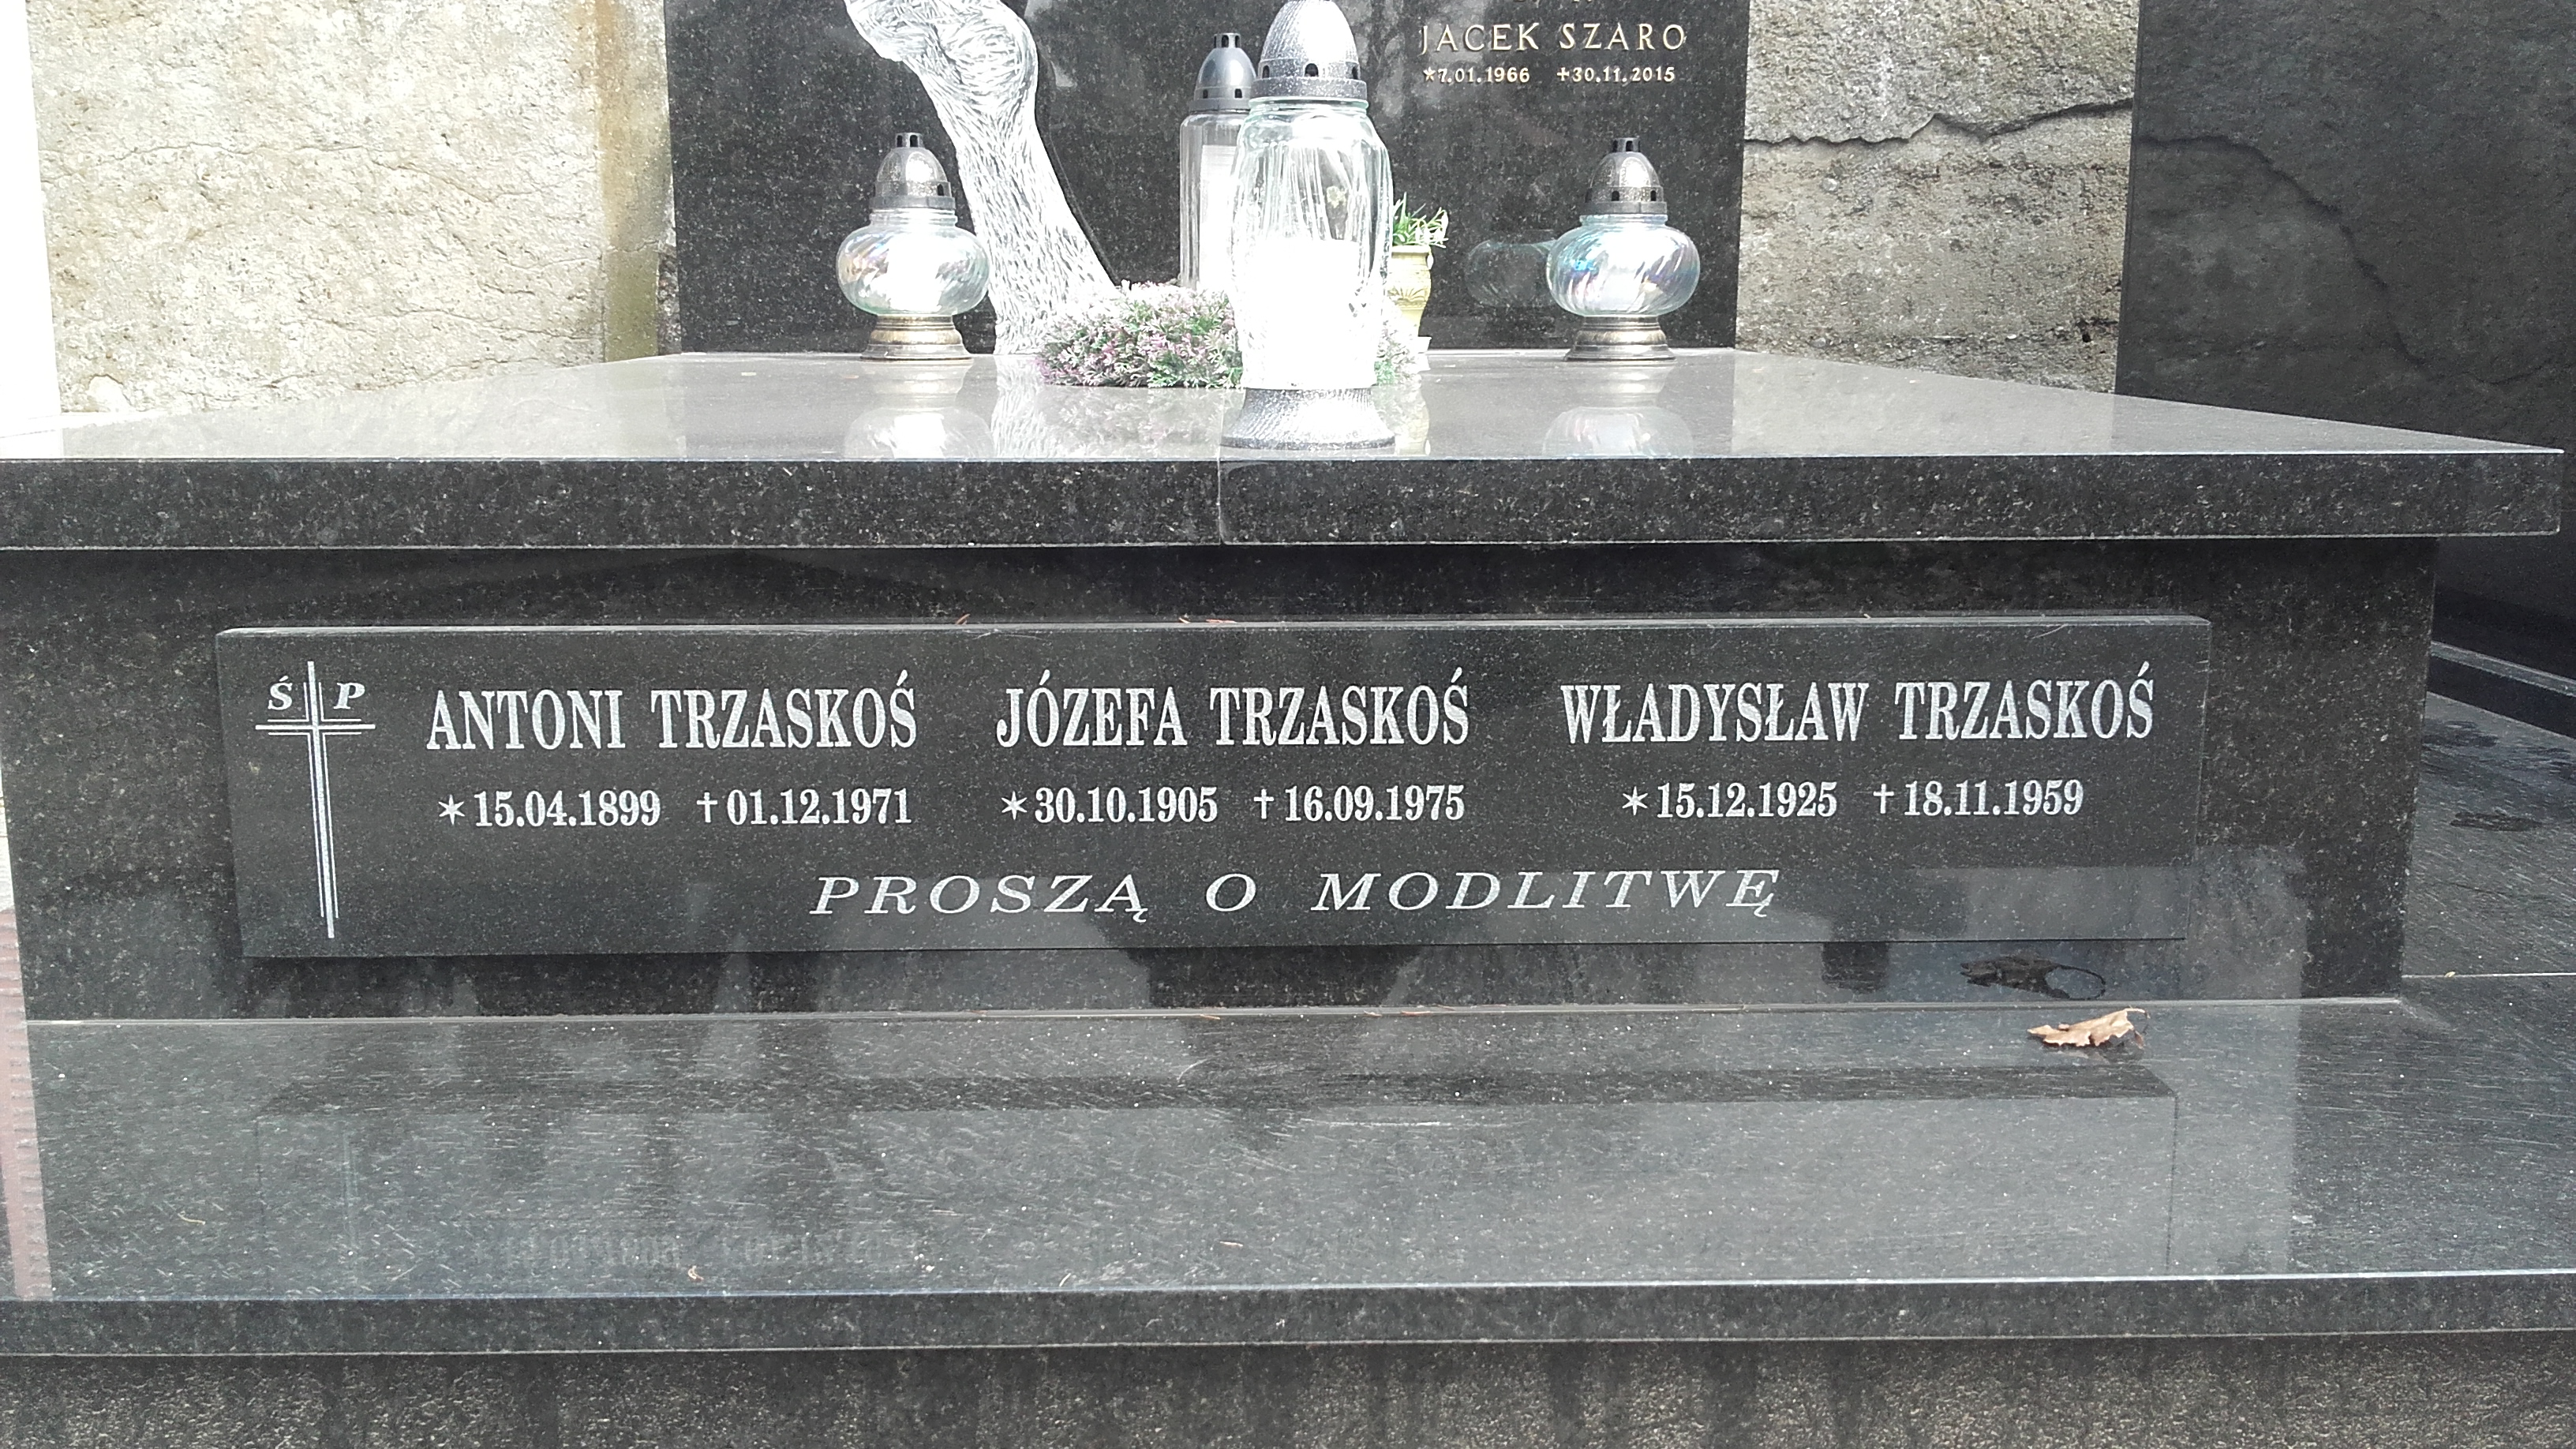 JACEK SZARO
*7.01.1966 +30.11.2015
Ś P
ANTONI TRZASKOŚ JÓZEFA TRZASKOŚ WŁADYSŁAW TRZASKOŚ
*15.04.1899 †01.12.1971 *30.10.1905 †16.09.1975 *15.12.1925 †18.11.1959
PROSZĄ O MODLITWĘ